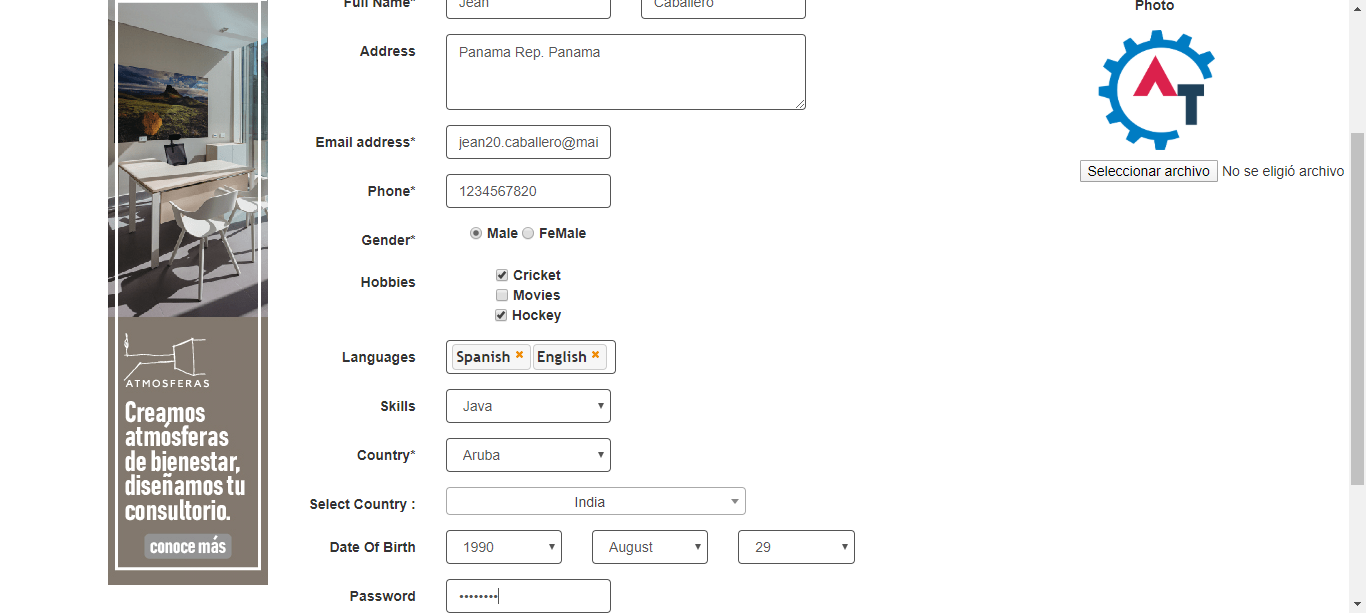 Full Name*
Jean
Caballero
Photo
Address
Panama Rep. Panama
AT
Email address*
jean20.caballero@mai
Seleccionar archivo No se eligió archivo
Phone*
1234567820
Gender*
Male FeMale
Hobbies
Cricket
Movies
Hockey
Languages
Spanish English
Skills
Java
Country*
Aruba
Select Country :
India
Date Of Birth
1990 August 29
Password
••••••••
ATMOSFERAS
Creamos
atmósferas
de bienestar,
diseñamos tu
consultorio.
conoce más